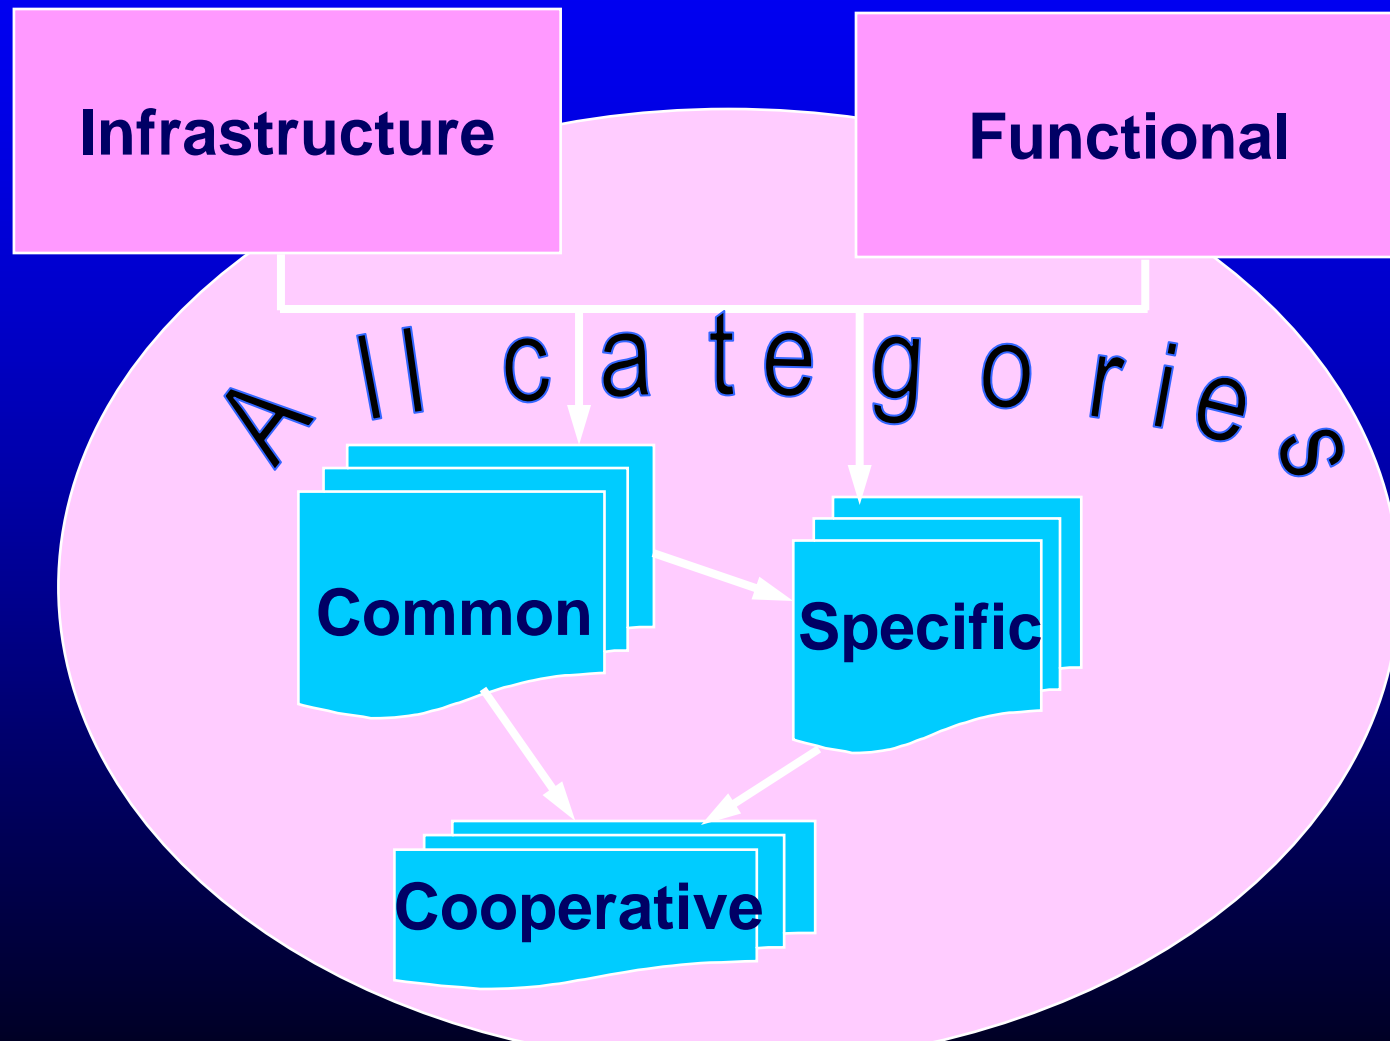 Infrastructure
Functional
All categories
Common
Specific
Cooperative